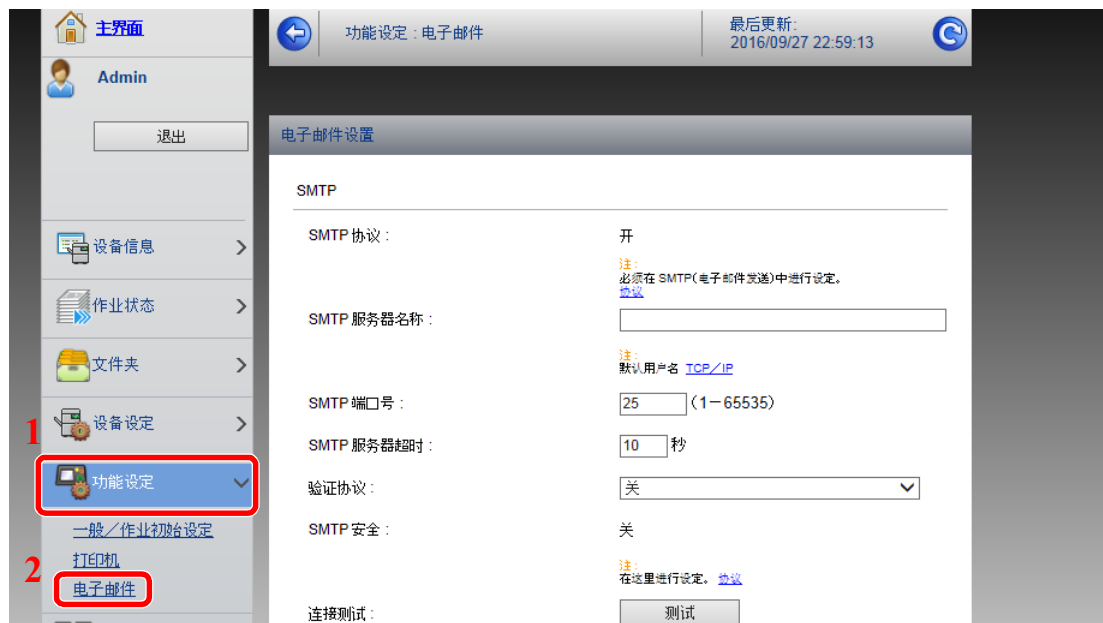 主界面
Admin
退出
设备信息
作业状态
文件夹
1
设备设定
功能设定
一般／作业初始设定
打印机
2
电子邮件
功能设定 : 电子邮件
最后更新:
2016/09/27 22:59:13
电子邮件设置
SMTP
SMTP 协议 :
开
注 :
必须在 SMTP(电子邮件发送)中进行设定。
协议
SMTP 服务器名称 :
注 :
默认用户名 TCP／IP
SMTP 端口号 :
25 (1－65535)
SMTP 服务器超时 :
10 秒
验证协议 :
关
SMTP 安全 :
关
注 :
在这里进行设定。 协议
连接测试 :
测试